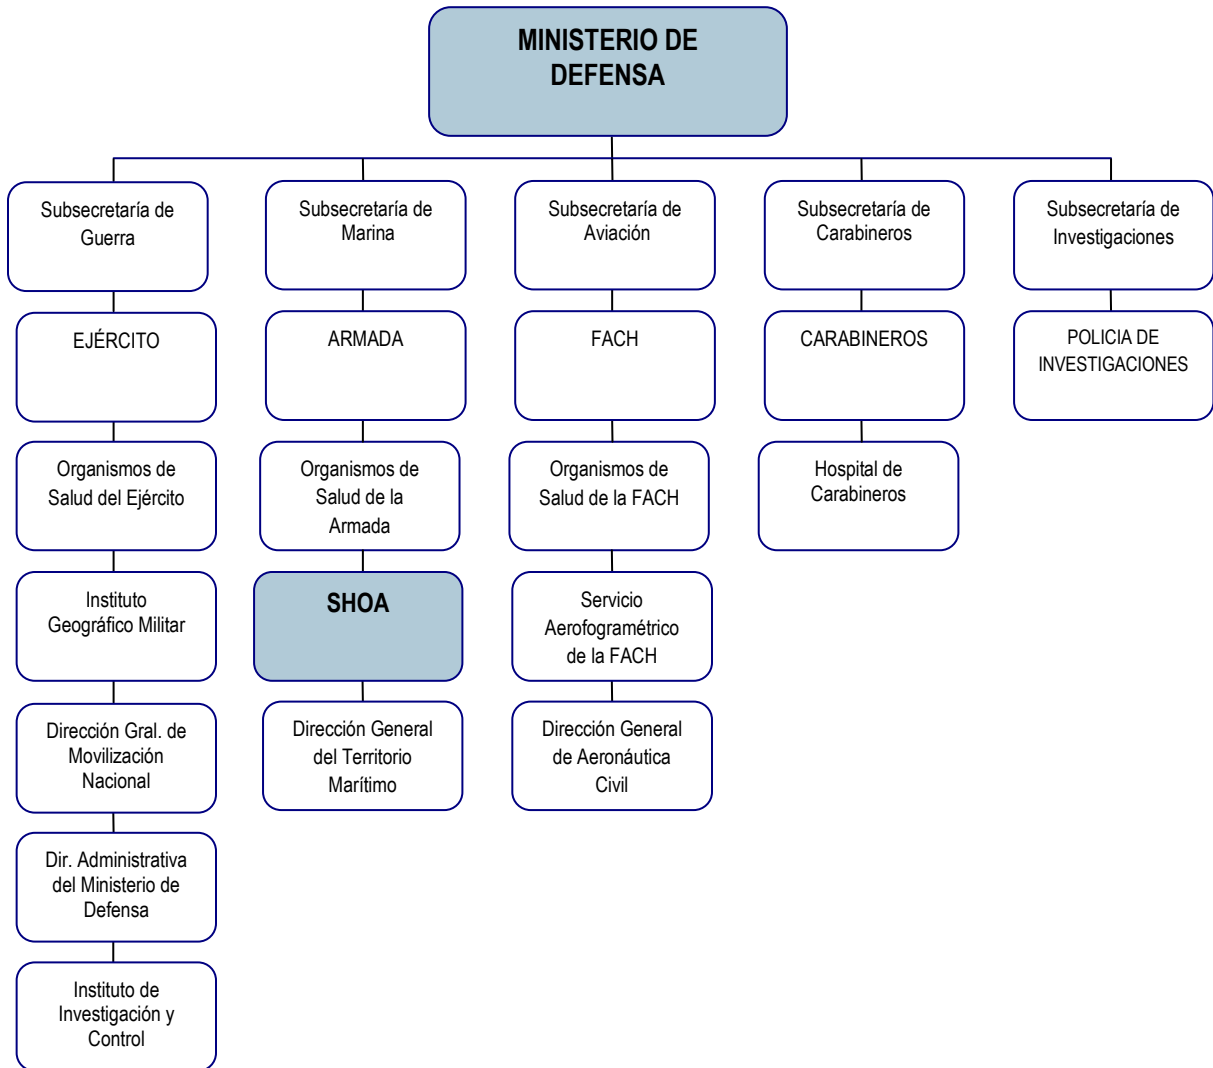 MINISTERIO DE
DEFENSA
Subsecretaría de
Guerra
Subsecretaría de
Marina
Subsecretaría de
Aviación
Subsecretaría de
Carabineros
Subsecretaría de
Investigaciones
EJÉRCITO
ARMADA
FACH
CARABINEROS
POLICIA DE
INVESTIGACIONES
Organismos de
Salud del Ejército
Organismos de
Salud de la
Armada
Organismos de
Salud de la FACH
Hospital de
Carabineros
Instituto
Geográfico Militar
SHOA
Servicio
Aerofogramétrico
de la FACH
Dirección Gral. de
Movilización
Nacional
Dirección General
del Territorio
Marítimo
Dirección General
de Aeronáutica
Civil
Dir. Administrativa
del Ministerio de
Defensa
Instituto de
Investigación y
Control